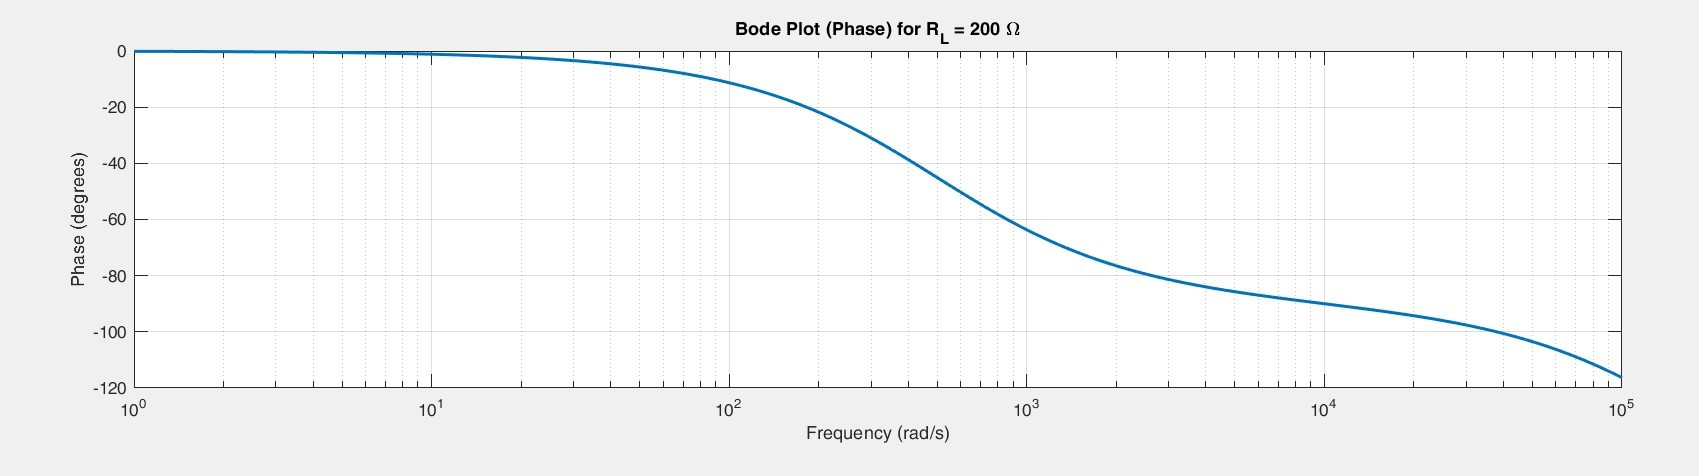 Bode Plot (Phase) for R_L = 200 Ω
0
-20
-40
-60
-80
-100
-120
Phase (degrees)
10^0 10^1 10^2 10^3 10^4 10^5
Frequency (rad/s)